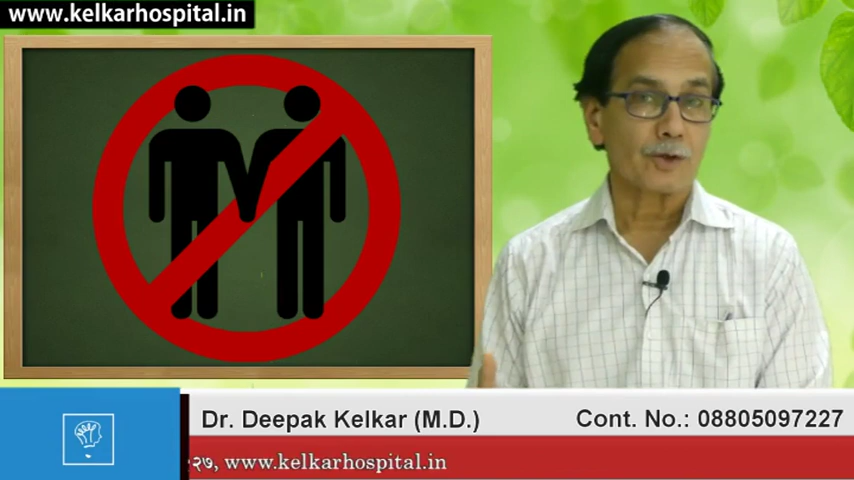 www.kelkarhospital.in
Dr. Deepak Kelkar (M.D.)
Cont. No.: 08805097227
२७, www.kelkarhospital.in